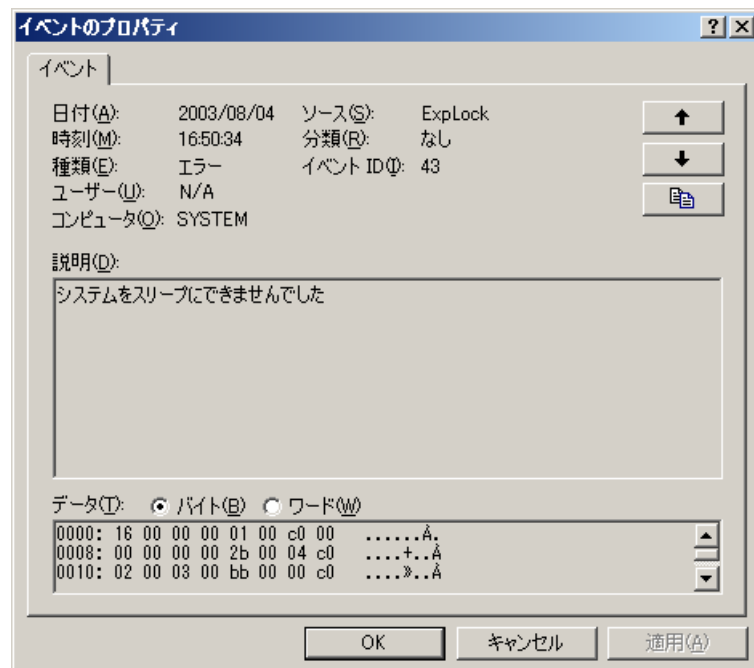 イベントのプロパティ
イベント
日付(A): 2003/08/04 ソース(S): ExpLock
時刻(M): 16:50:34 分類(R): なし
種類(E): エラー イベント ID(I): 43
ユーザー(U): N/A
コンピュータ(O): SYSTEM
説明(D):
システムをスリープにできませんでした
データ(T): バイト(B) ワード(W)
0000: 16 00 00 00 01 00 c0 00 ......À.
0008: 00 00 00 00 2b 00 04 c0 ....+..À
0010: 02 00 03 00 bb 00 00 c0 ....»..À
OK キャンセル 適用(A)